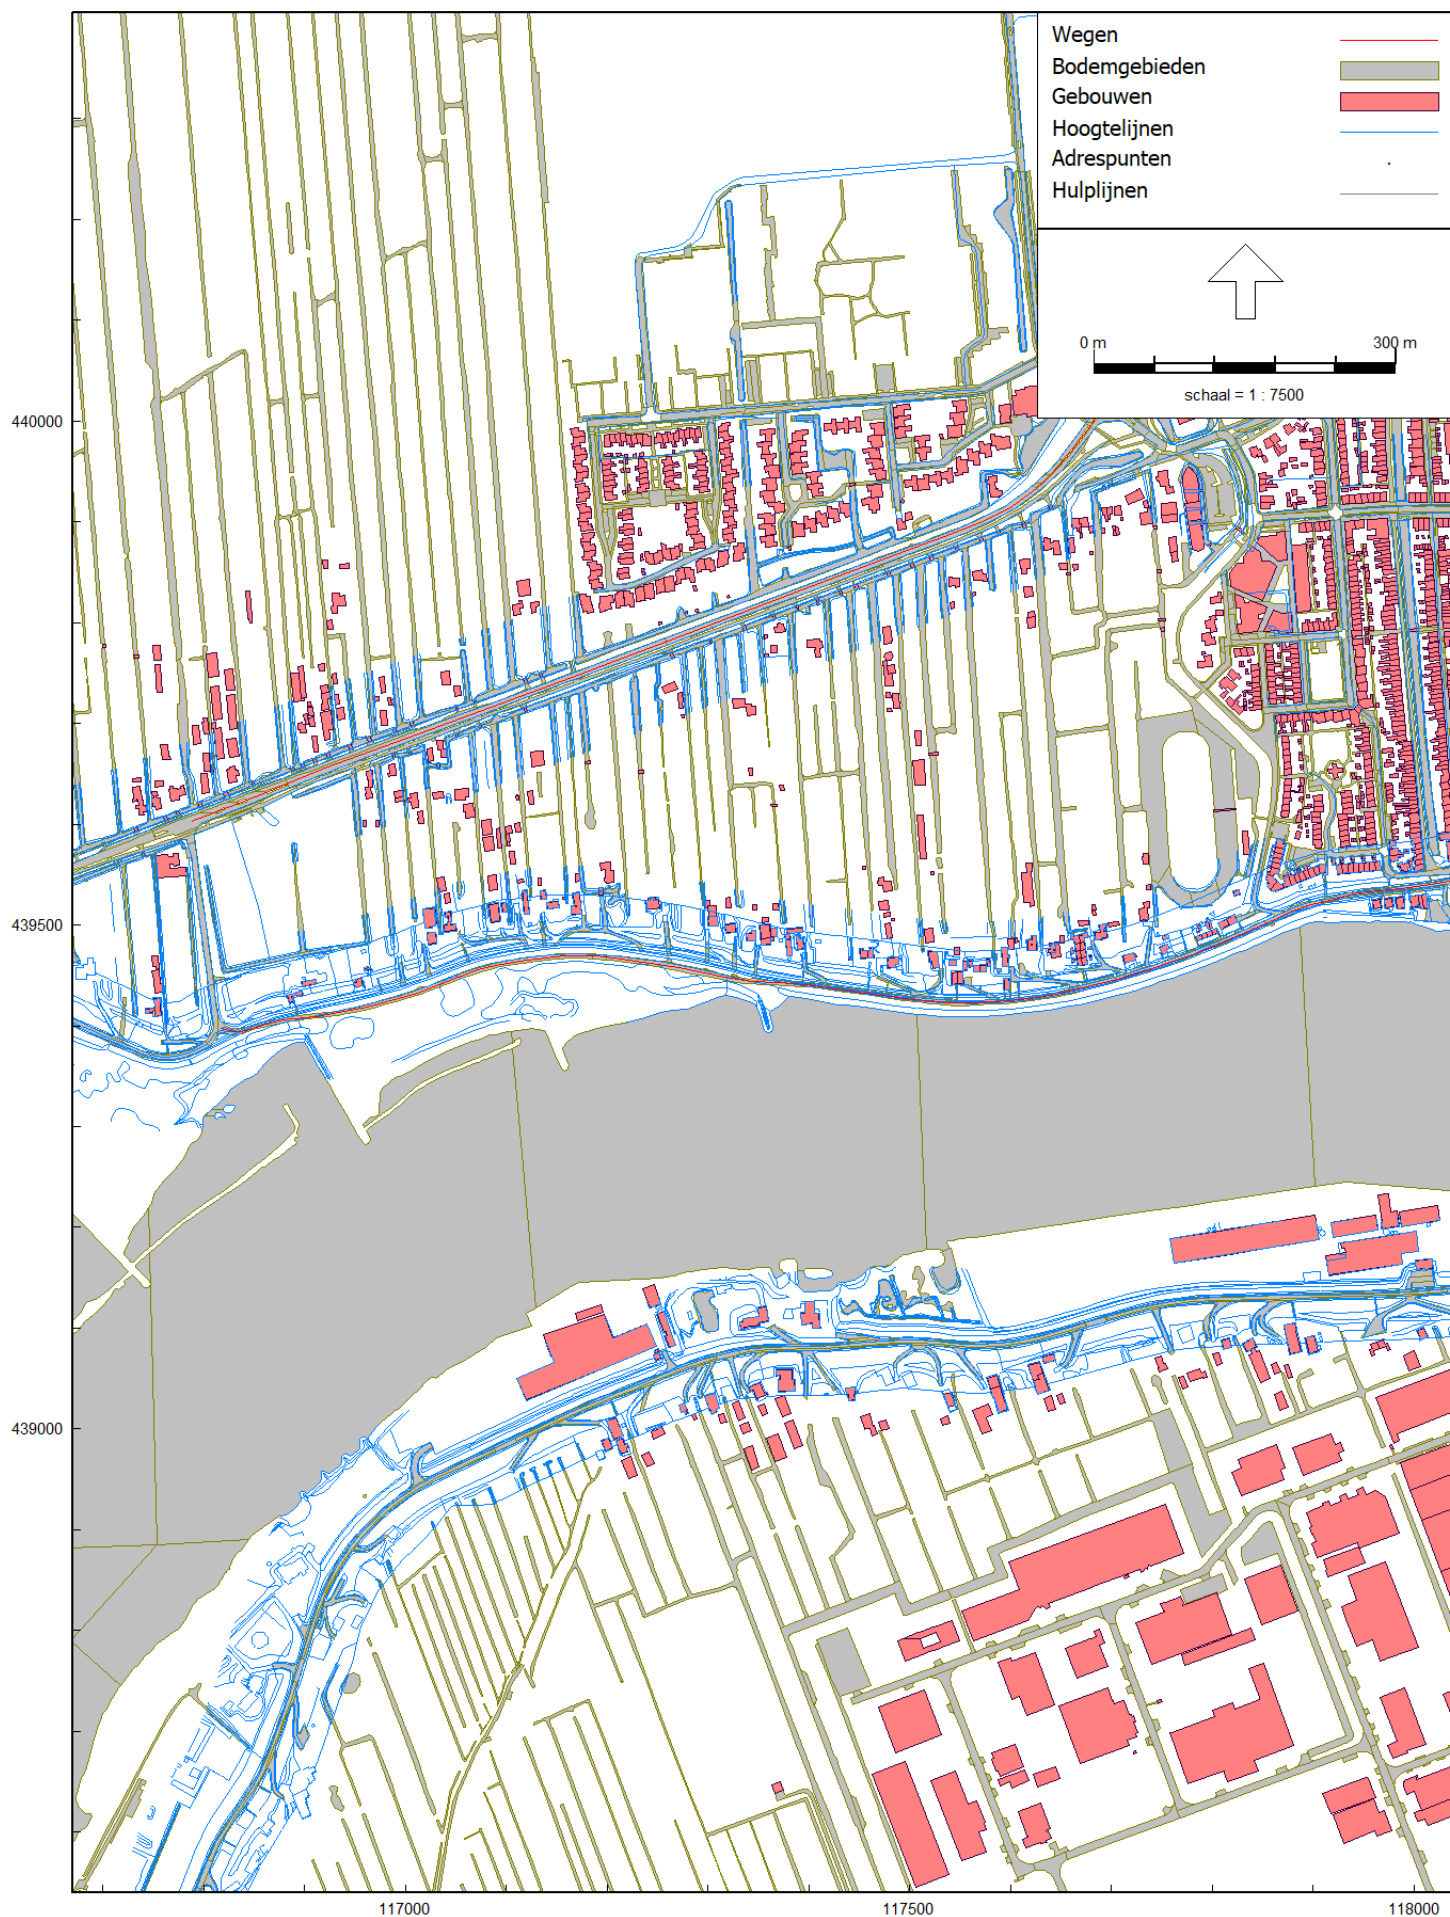 Wegen
Bodemgebieden
Gebouwen
Hoogtelijnen
Adrespunten
Hulplijnen
0 m 300 m
schaal = 1 : 7500
440000
439500
439000
117000 117500 118000